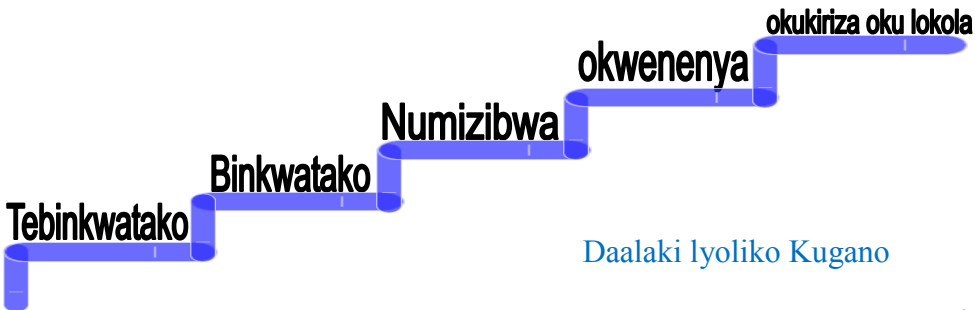 okukiriza oku lokola
okwenenya
Numizibwa
Binkwatako
Tebinkwatako
Daalaki lyoliko Kugano